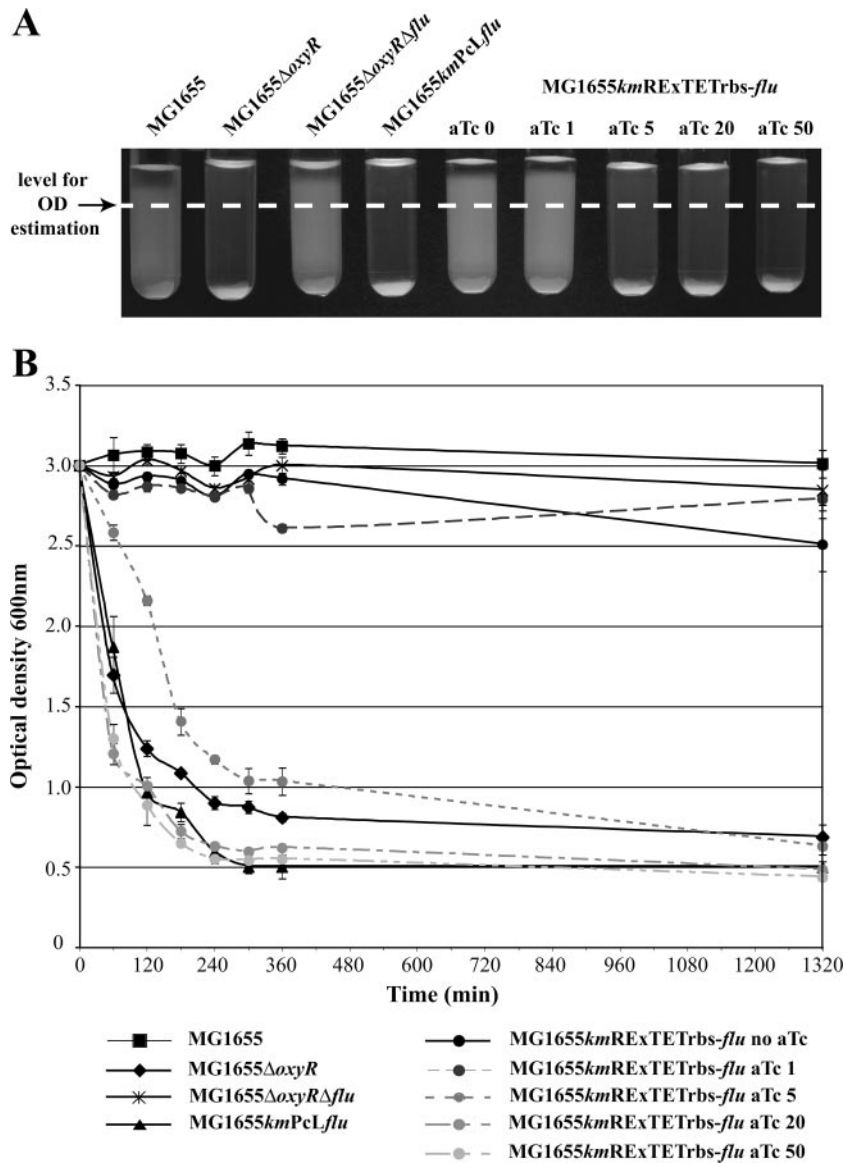 A
MG1655
MG1655ΔoxyR
MG1655ΔoxyRΔflu
MG1655kmPcLflu
MG1655kmRExTETrbs-flu
aTc 0 aTc 1 aTc 5 aTc 20 aTc 50
level for
OD
estimation
B
3.5
3.0
2.5
2.0
1.5
1.0
0.5
0
Optical density 600nm
0 120 240 360 480 600 720 840 960 1080 1200 1320
Time (min)
MG1655
MG1655ΔoxyR
MG1655ΔoxyRΔflu
MG1655kmPcLflu
MG1655kmRExTETrbs-flu no aTc
MG1655kmRExTETrbs-flu aTc 1
MG1655kmRExTETrbs-flu aTc 5
MG1655kmRExTETrbs-flu aTc 20
MG1655kmRExTETrbs-flu aTc 50